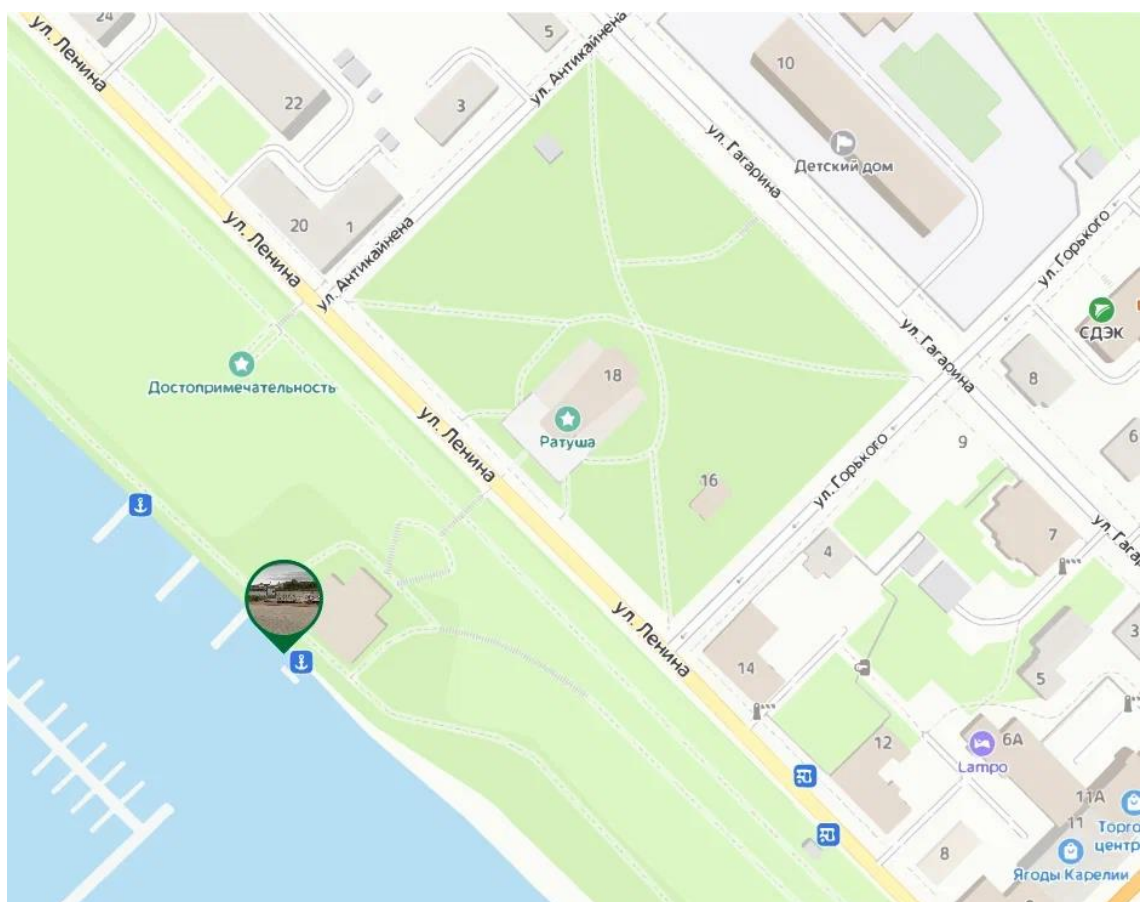 24
ул. Ленина
22
3
5
ул. Антикайнена
10
ул. Гагарина
Детский дом
ул. Горького
СДЭК
20
1
ул. Ленина
ул. Антикайнена
Достопримечательность
18
Ратуша
ул. Ленина
ул. Гагарина
8
6
9
16
ул. Горького
4
7
ул. Гага
ул. Ленина
14
5
3
12
6А
Lampo
11А
11
Торго
центр
8
Ягоды Карелии